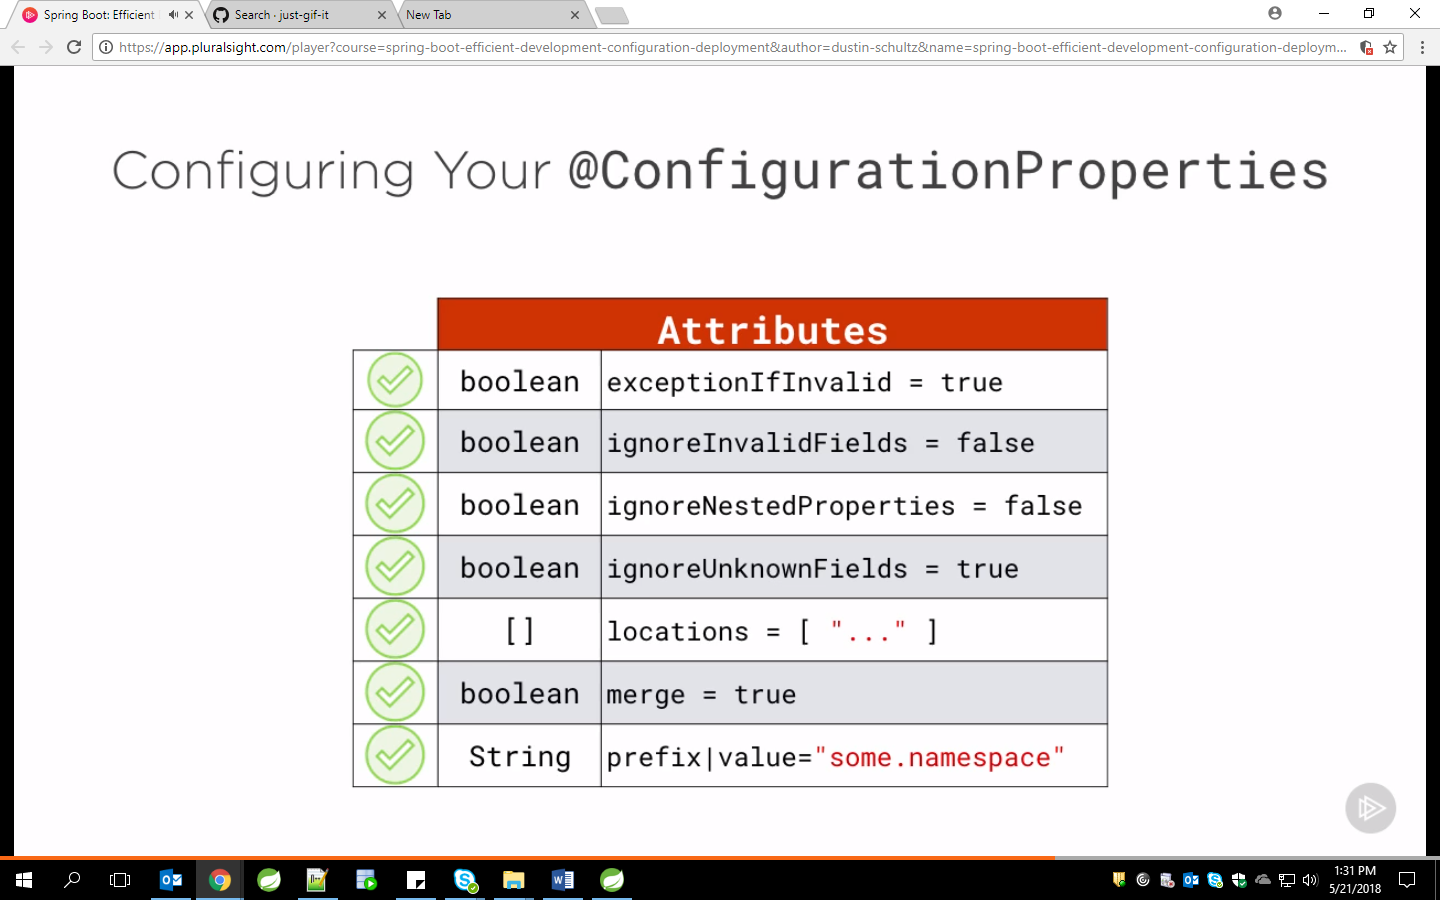 Spring Boot: Efficient
Search · just-gif-it
New Tab
https://app.pluralsight.com/player?course=spring-boot-efficient-development-configuration-deployment&author=dustin-schultz&name=spring-boot-efficient-development-configuration-deploym...
Configuring Your @ConfigurationProperties
Attributes
boolean exceptionIfInvalid = true
boolean ignoreInvalidFields = false
boolean ignoreNestedProperties = false
boolean ignoreUnknownFields = true
[] locations = [ "..." ]
boolean merge = true
String prefix|value="some.namespace"
1:31 PM
5/21/2018